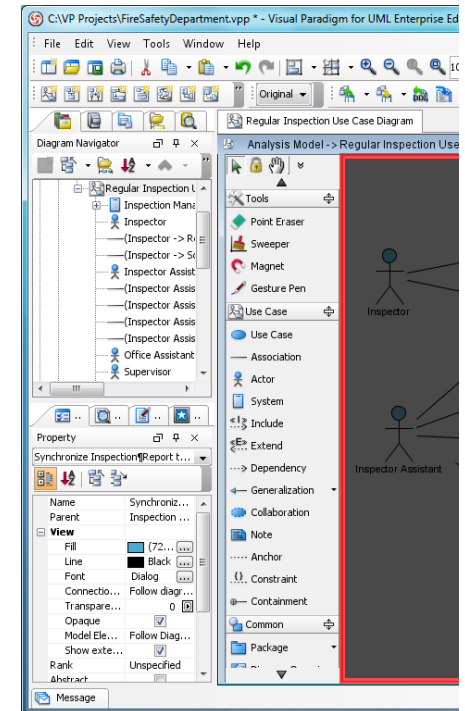 C:\VP Projects\FireSafetyDepartment.vpp * - Visual Paradigm for UML Enterprise Ed
File Edit View Tools Window Help
Original
Regular Inspection Use Case Diagram
Diagram Navigator
Analysis Model -> Regular Inspection Use
Regular Inspection U
Inspection Mana
Inspector
(Inspector -> Re
(Inspector -> Sc
Inspector Assist
(Inspector Assis
(Inspector Assis
(Inspector Assis
(Inspector Assis
Office Assistant
Supervisor
Tools
Point Eraser
Sweeper
Magnet
Gesture Pen
Use Case
Use Case
Association
Actor
System
Include
Extend
Dependency
Generalization
Collaboration
Note
Anchor
Constraint
Containment
Common
Package
Inspector
Inspector Assistant
Property
Synchronize Inspection¶Report t...
Name Synchroniz...
Parent Inspection ...
View
Fill (72... ...
Line Black ...
Font Dialog ...
Connectio... Follow diagr...
Transpare... 0
Opaque
Model Ele... Follow Diag...
Show exte...
Rank Unspecified
Abstract
Message